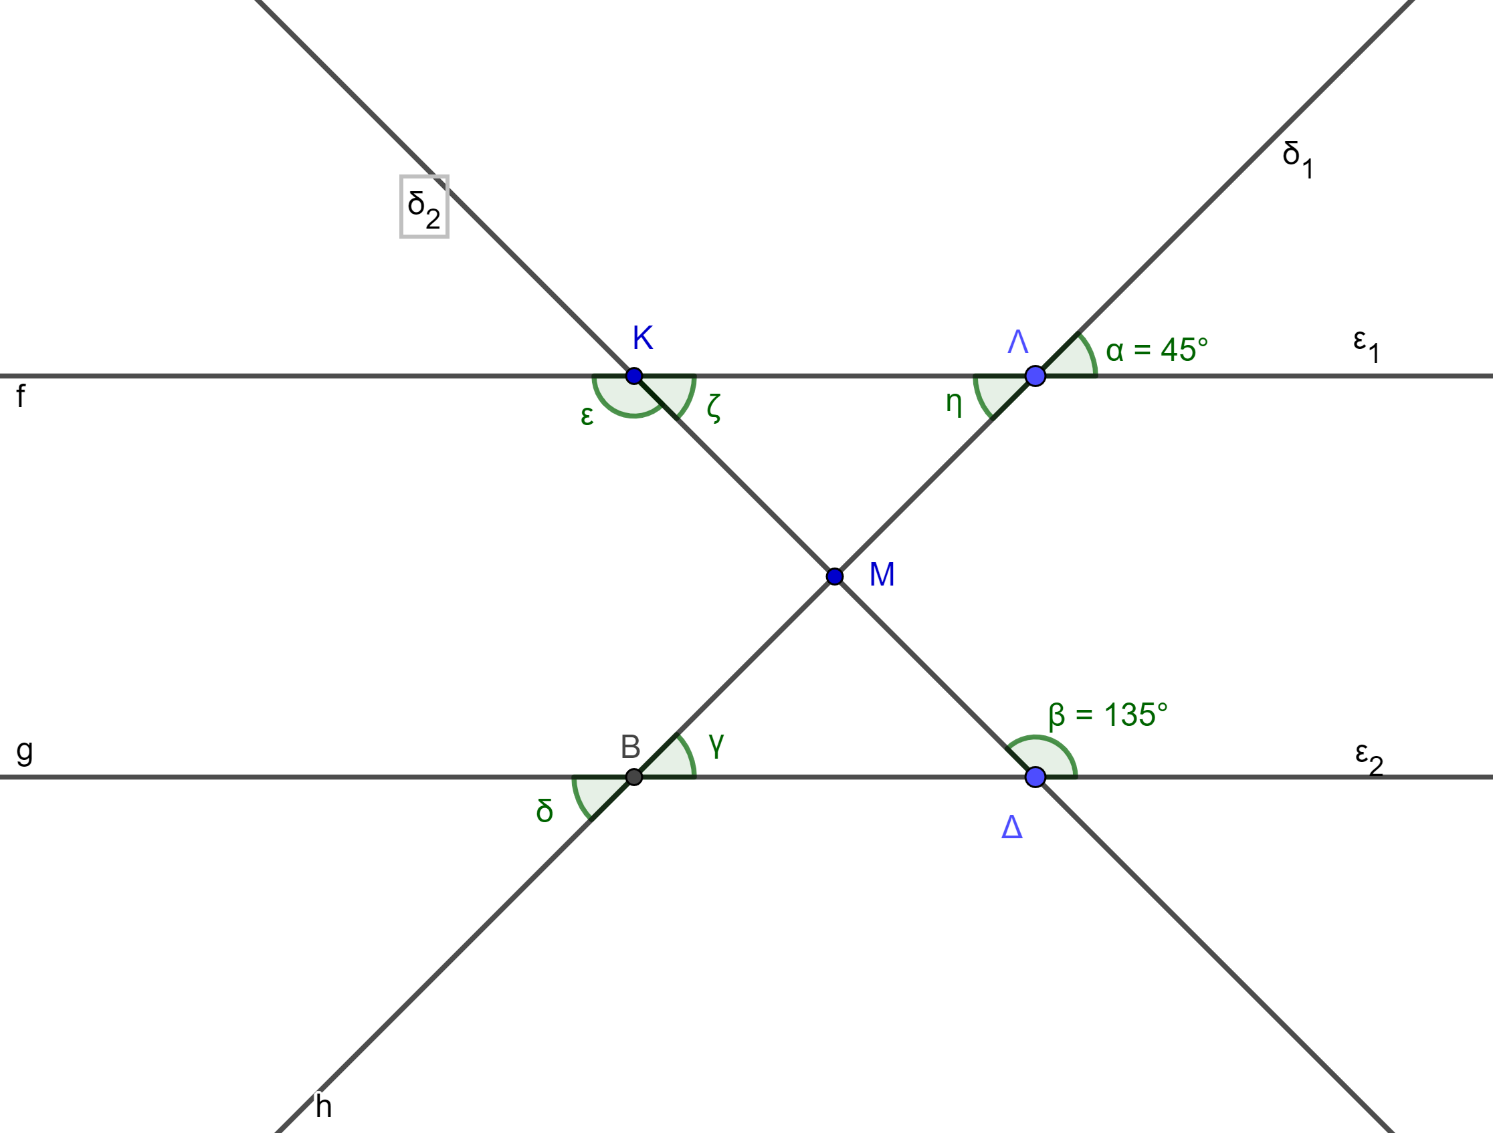 δ1
δ2
K
Λ
α = 45°
ε1
f
ε
ζ
η
M
β = 135°
g
B
γ
ε2
δ
Δ
h